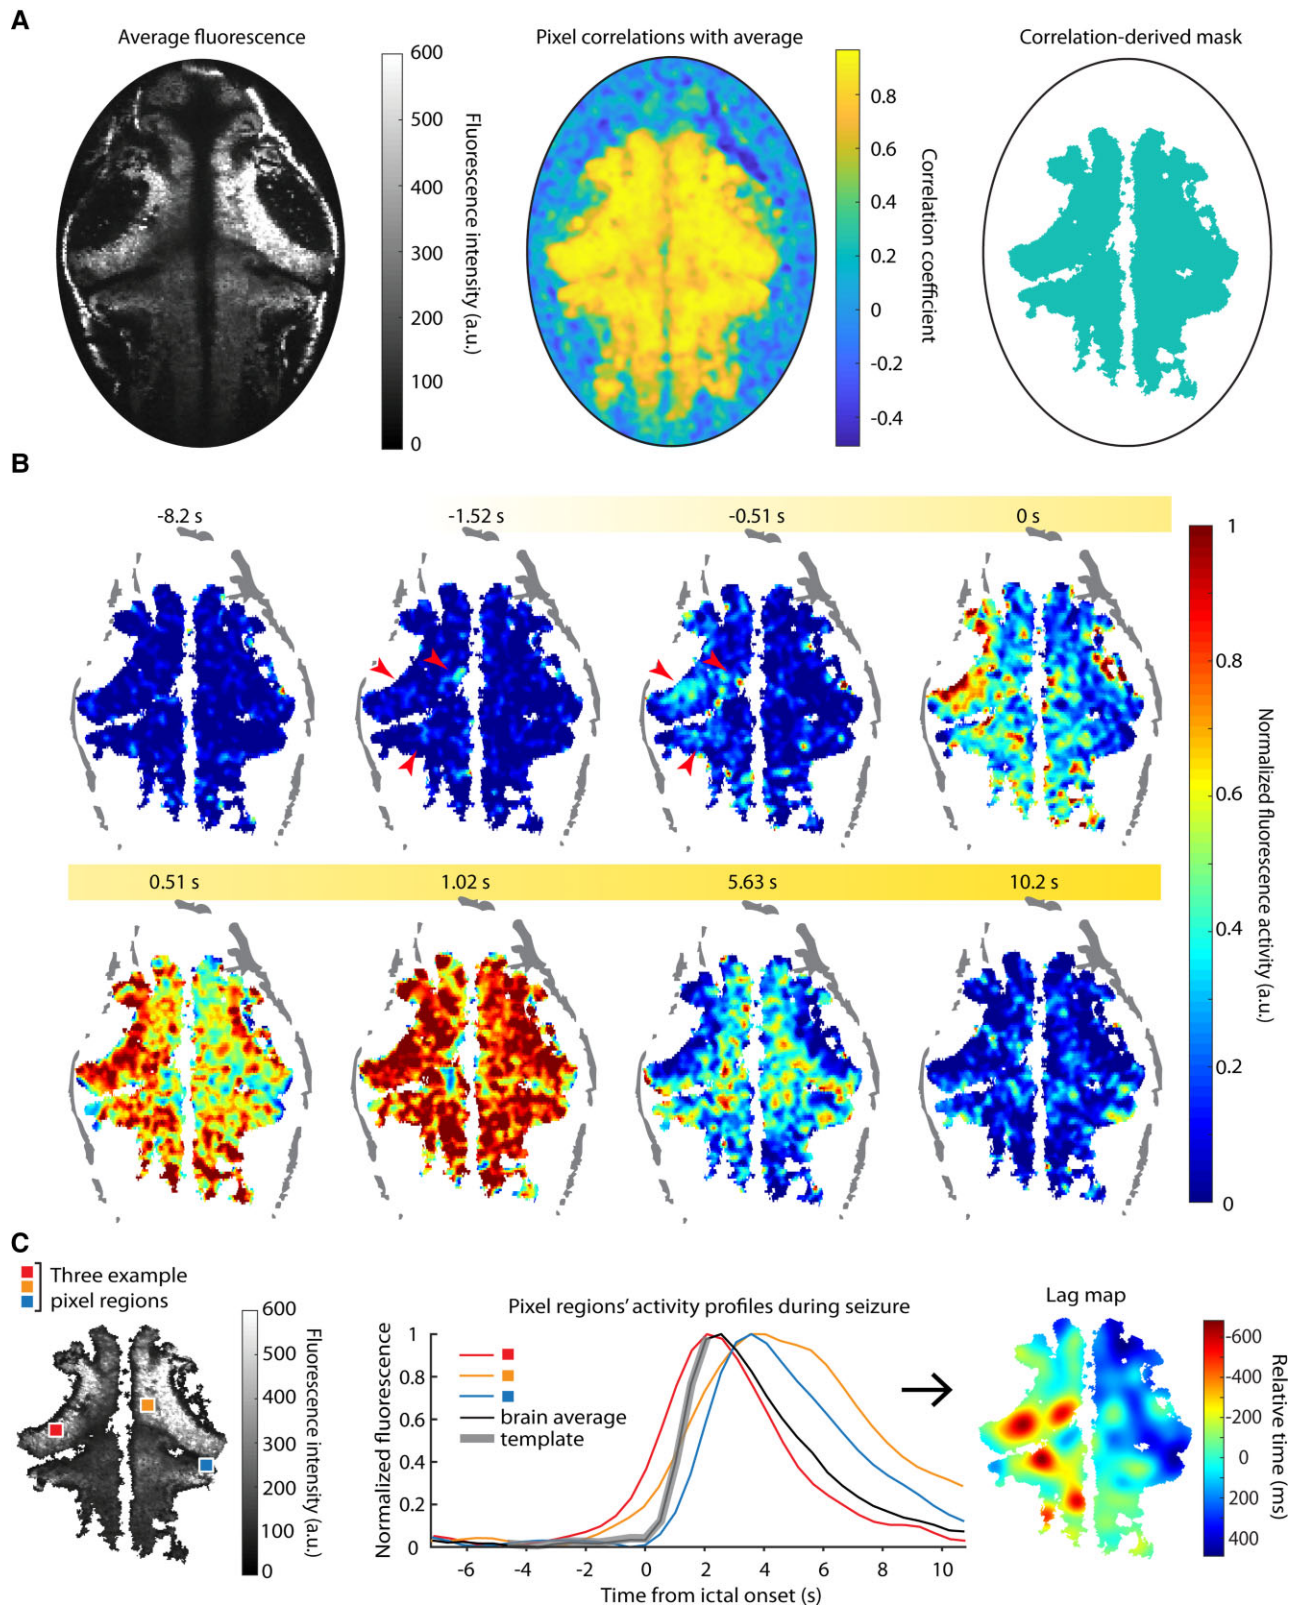 A
Average fluorescence
Pixel correlations with average
Correlation-derived mask
600
500
400
300
200
100
0
Fluorescence intensity (a.u.)
0.8
0.6
0.4
0.2
0
-0.2
-0.4
Correlation coefficient
B
-8.2 s
-1.52 s
-0.51 s
0 s
0.51 s
1.02 s
5.63 s
10.2 s
1
0.8
0.6
0.4
0.2
0
Normalized fluorescence activity (a.u.)
C
Three example
pixel regions
600
500
400
300
200
100
0
Fluorescence intensity (a.u.)
Pixel regions' activity profiles during seizure
Normalized fluorescence
1
0.8
0.6
0.4
0.2
0
brain average
template
-6 -4 -2 0 2 4 6 8 10
Time from ictal onset (s)
Lag map
-600
-400
-200
0
200
400
Relative time (ms)